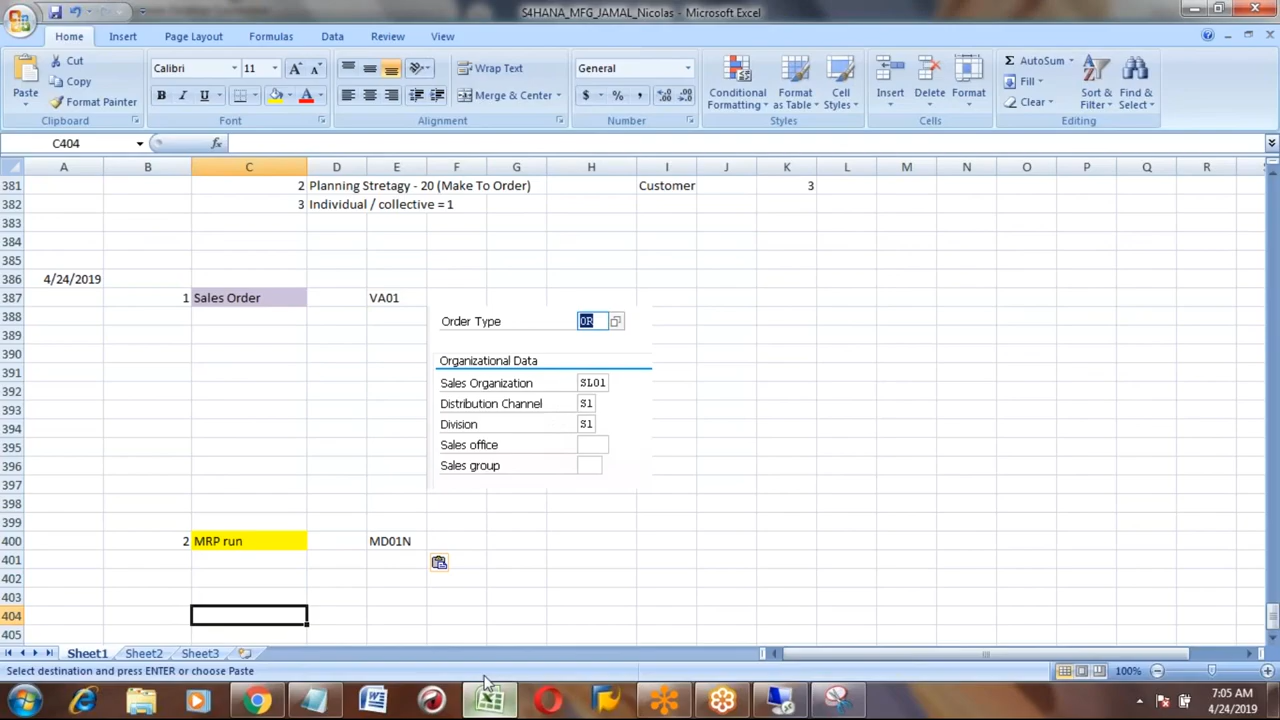 S4HANA_MFG_JAMAL_Nicolas - Microsoft Excel
Home Insert Page Layout Formulas Data Review View
Paste
Cut
Copy
Format Painter
Clipboard
Calibri 11
B I U
Font
Wrap Text
Merge & Center
Alignment
General
$ % ,
Number
Conditional Formatting
Format as Table
Cell Styles
Styles
Insert
Delete
Format
Cells
AutoSum
Fill
Clear
Sort & Filter
Find & Select
Editing
C404 fx
A B C D E F G H I J K L M N O P Q R
381 2 Planning Stretagy - 20 (Make To Order) Customer 3
382 3 Individual / collective = 1
383
384
385
386 4/24/2019
387 1 Sales Order VA01
388 Order Type OR
389
390 Organizational Data
391 Sales Organization SL01
392 Distribution Channel S1
393
394 Division S1
395 Sales office
396 Sales group
397
398
399
400 2 MRP run MD01N
401
402
403
404
405
Sheet1 Sheet2 Sheet3
Select destination and press ENTER or choose Paste 100%
7:05 AM
4/24/2019